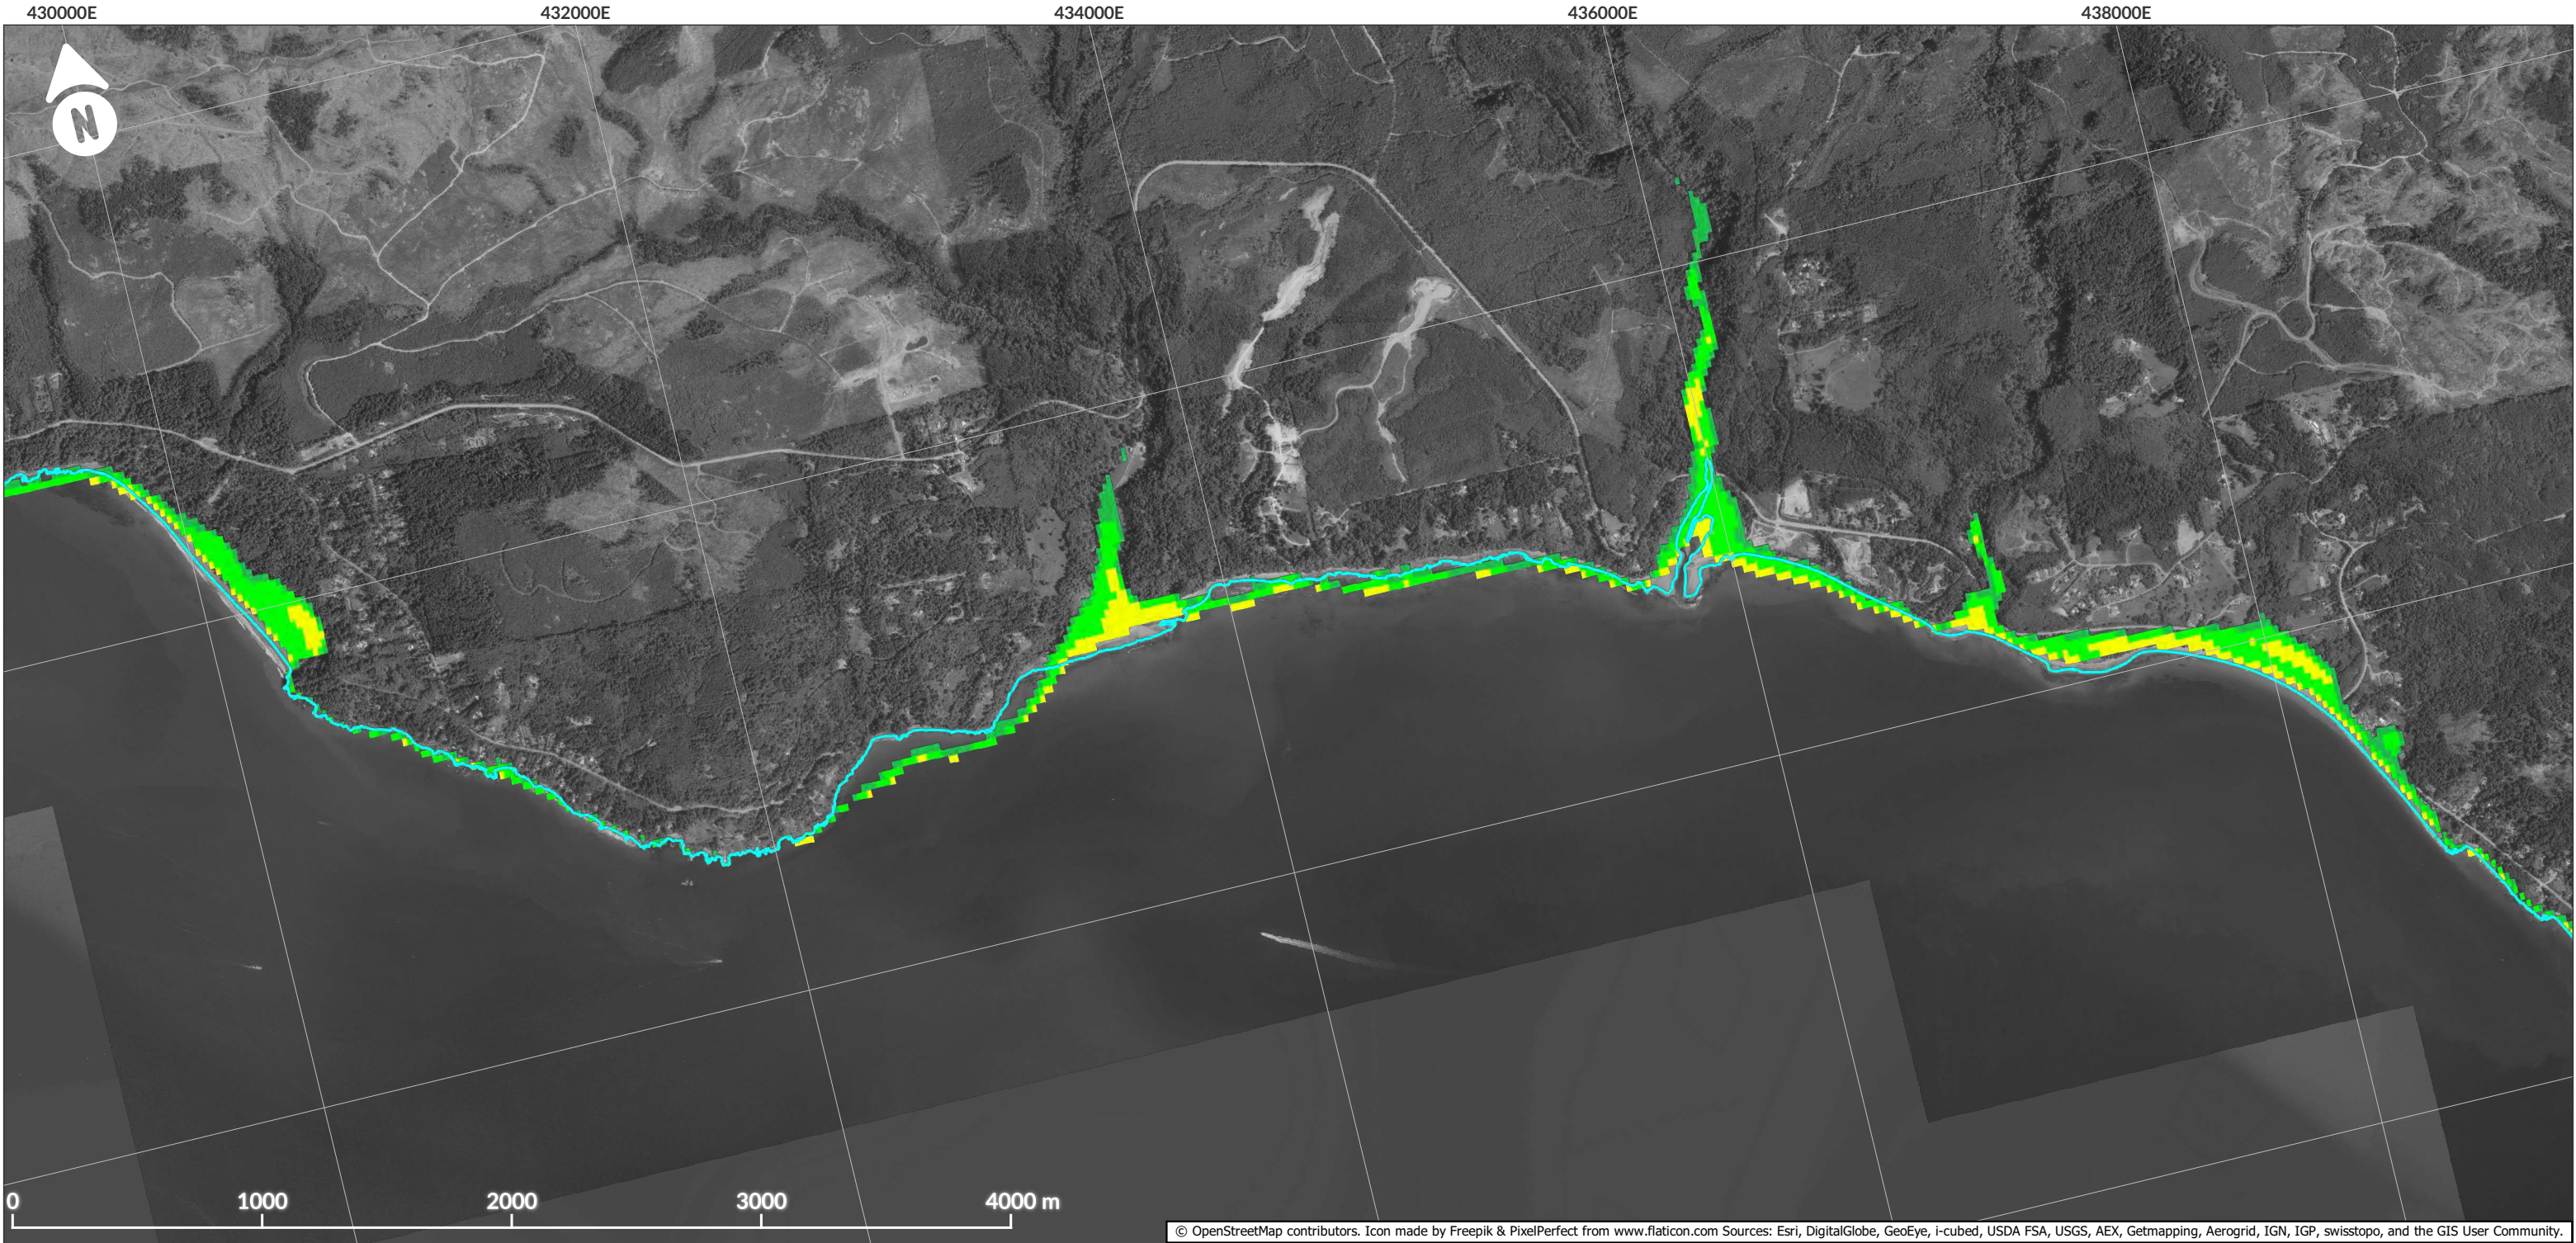 430000E 432000E 434000E 436000E 438000E
N
0 1000 2000 3000 4000 m
© OpenStreetMap contributors. Icon made by Freepik & PixelPerfect from www.flaticon.com Sources: Esri, DigitalGlobe, GeoEye, i-cubed, USDA FSA, USGS, AEX, Getmapping, Aerogrid, IGN, IGP, swisstopo, and the GIS User Community.